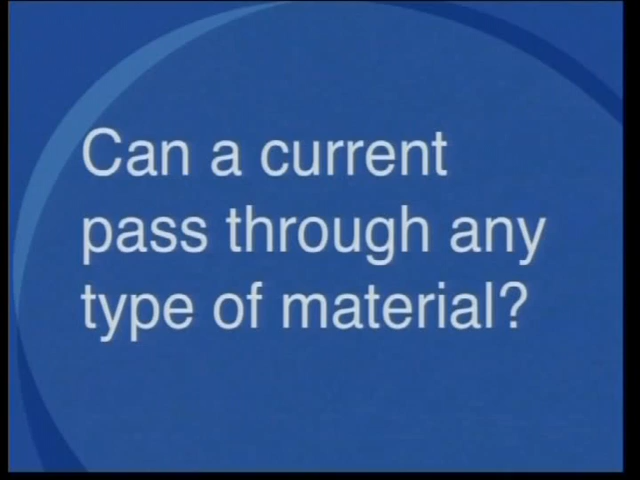 Can a current
pass through any
type of material?